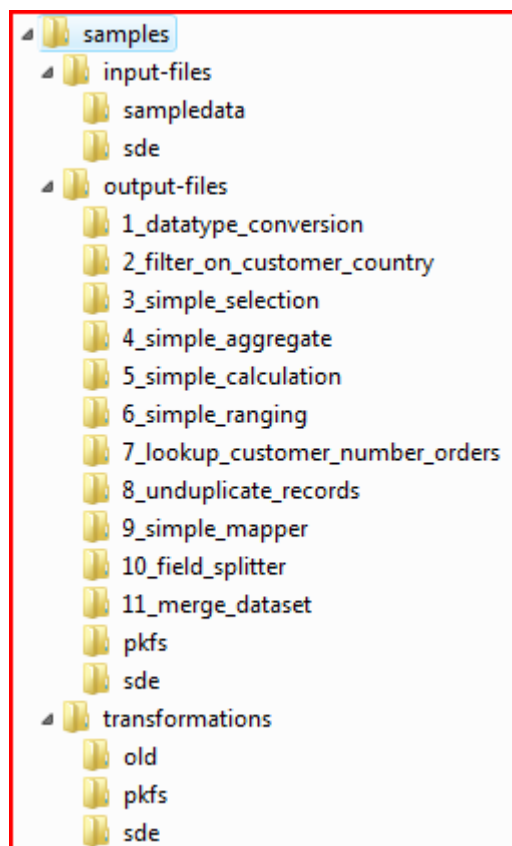 samples
input-files
sampledata
sde
output-files
1_datatype_conversion
2_filter_on_customer_country
3_simple_selection
4_simple_aggregate
5_simple_calculation
6_simple_ranging
7_lookup_customer_number_orders
8_unduplicate_records
9_simple_mapper
10_field_splitter
11_merge_dataset
pkfs
sde
transformations
old
pkfs
sde